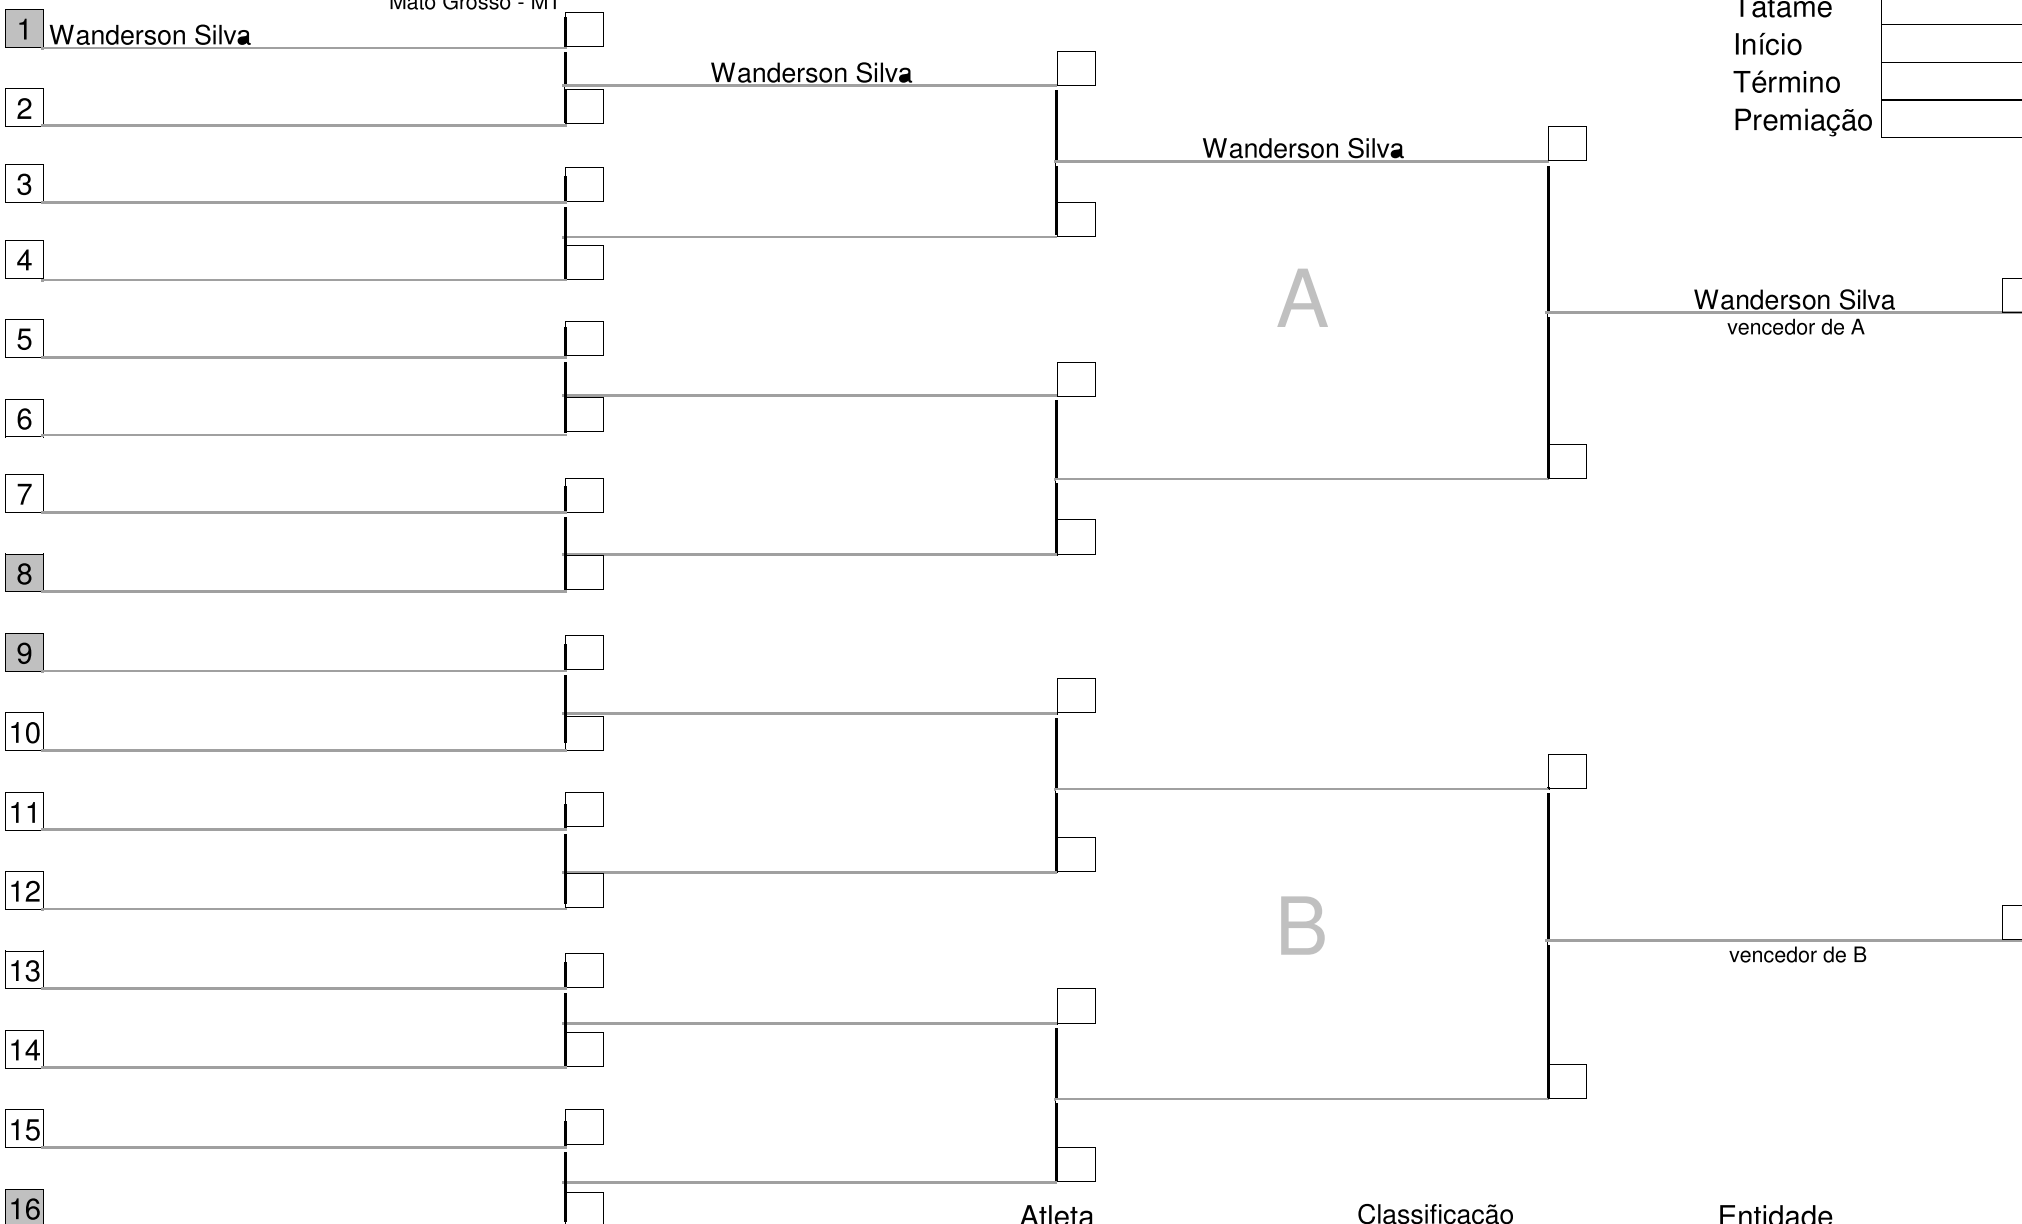 Mato Grosso - MT
1 Wanderson Silva
Wanderson Silva
2
3
Wanderson Silva
4
5
A
Wanderson Silva
vencedor de A
6
7
8
9
10
11
12
B
13
vencedor de B
14
15
16
Tatame
Início
Término
Premiação
Atleta Classificação Entidade